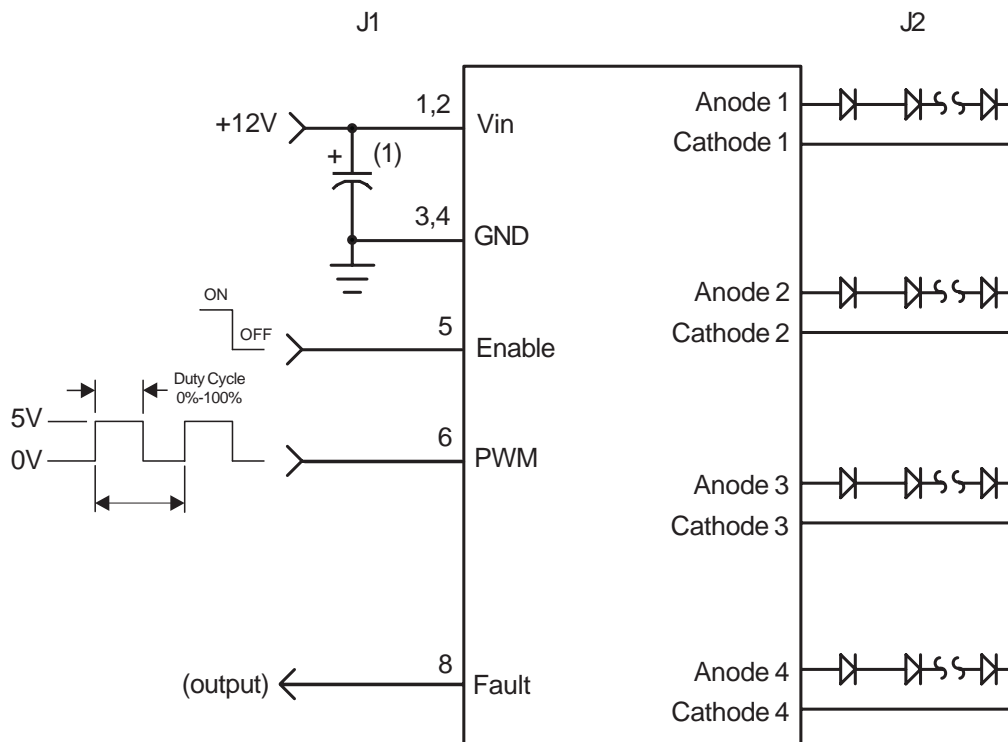 J1
J2
+12V
1,2
Vin
+
(1)
3,4
GND
ON
OFF
5
Enable
Duty Cycle
0%-100%
5V
0V
6
PWM
(output)
8
Fault
Anode 1
Cathode 1
Anode 2
Cathode 2
Anode 3
Cathode 3
Anode 4
Cathode 4